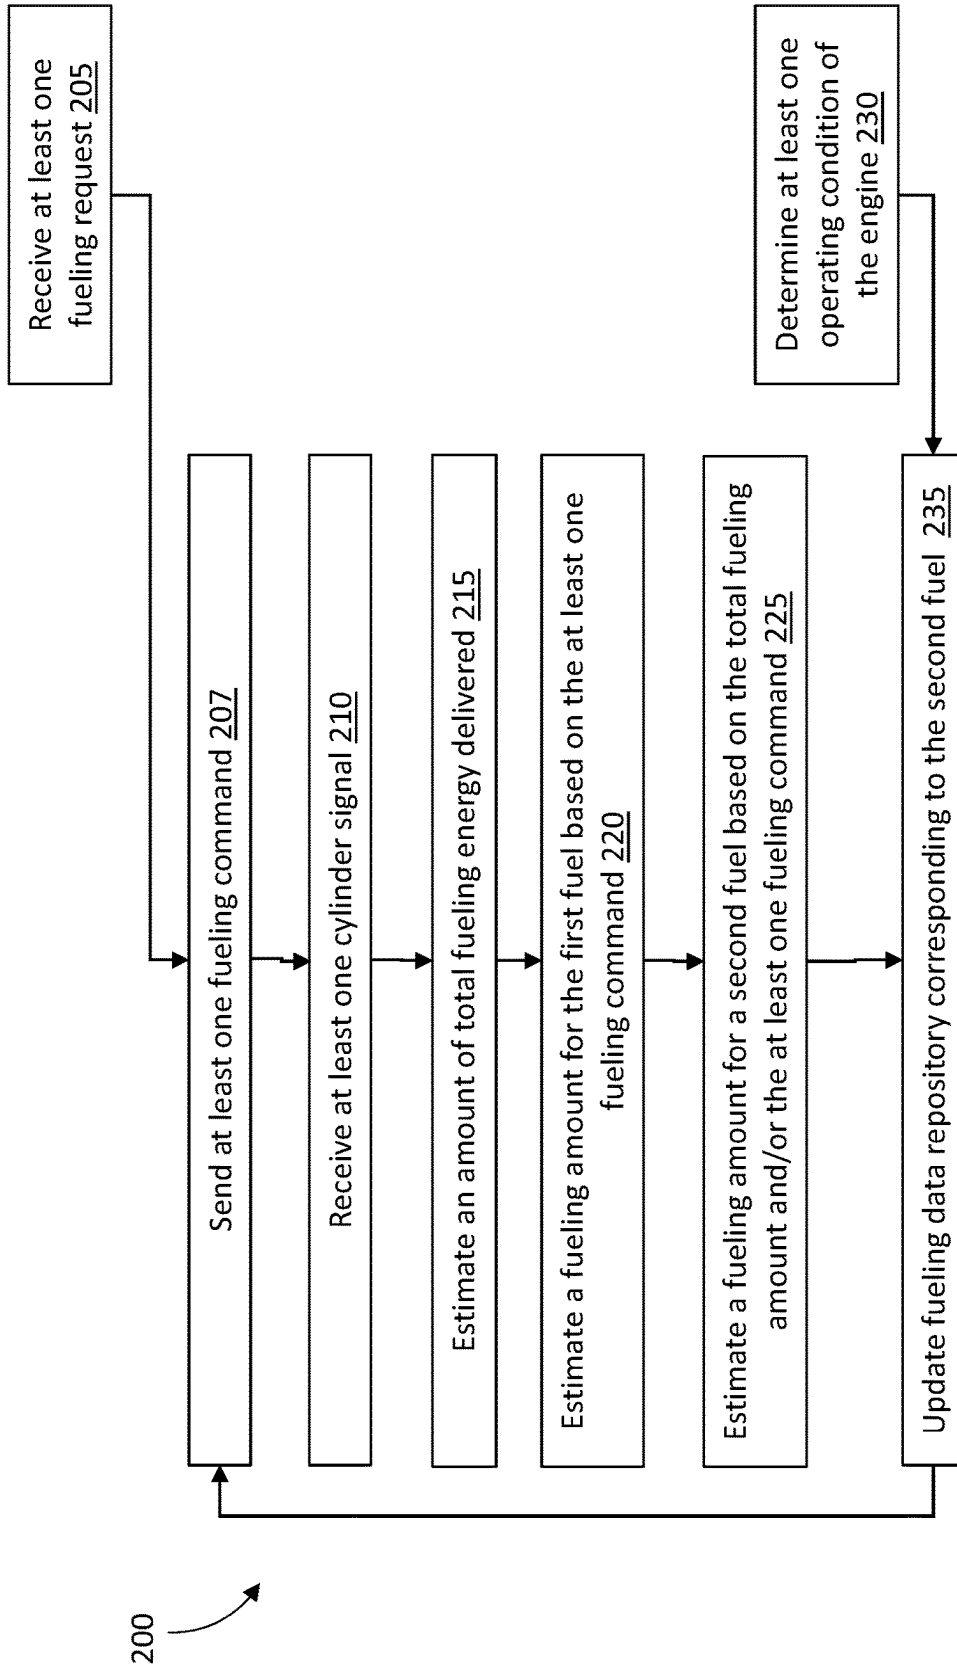 200
Receive at least one
fueling request 205
Send at least one fueling command 207
Receive at least one cylinder signal 210
Estimate an amount of total fueling energy delivered 215
Estimate a fueling amount for the first fuel based on the at least one
fueling command 220
Estimate a fueling amount for a second fuel based on the total fueling
amount and/or the at least one fueling command 225
Determine at least one
operating condition of
the engine 230
Update fueling data repository corresponding to the second fuel 235